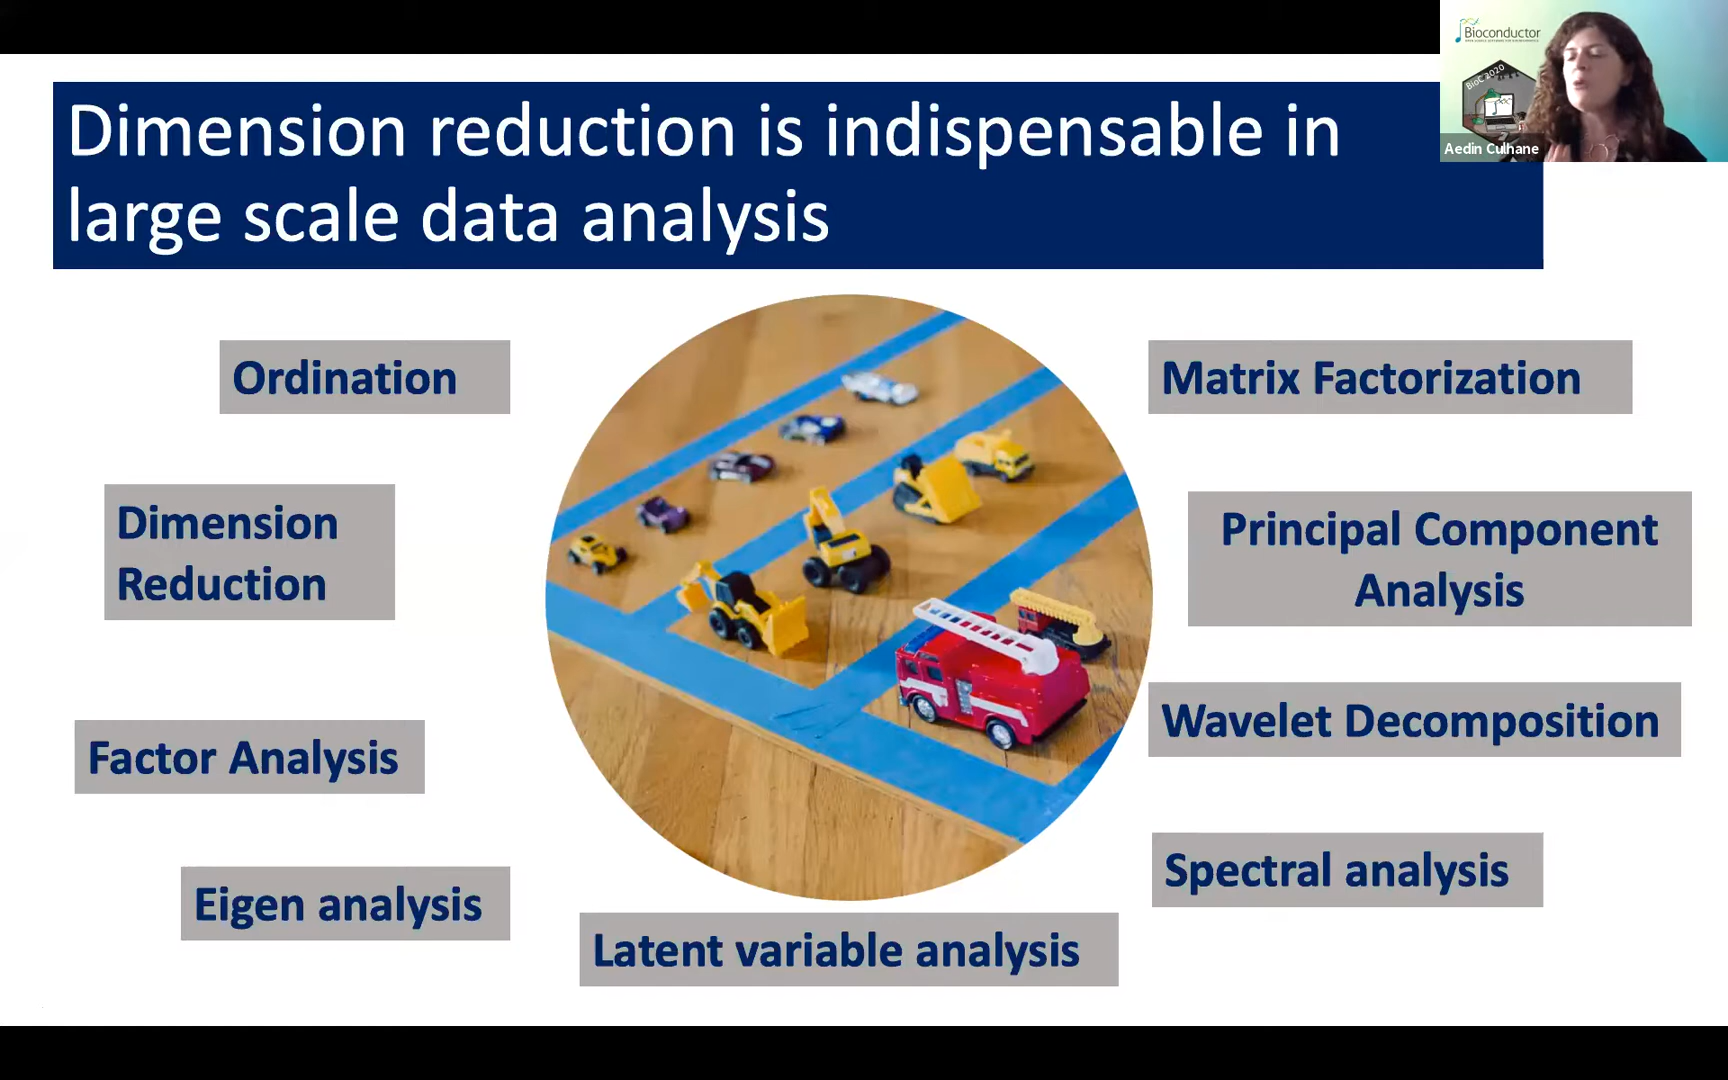 Dimension reduction is indispensable in
large scale data analysis
Bioconductor
BioC 2020
Aedin Culhane
Ordination
Matrix Factorization
Dimension
Reduction
Principal Component
Analysis
Factor Analysis
Wavelet Decomposition
Eigen analysis
Spectral analysis
Latent variable analysis